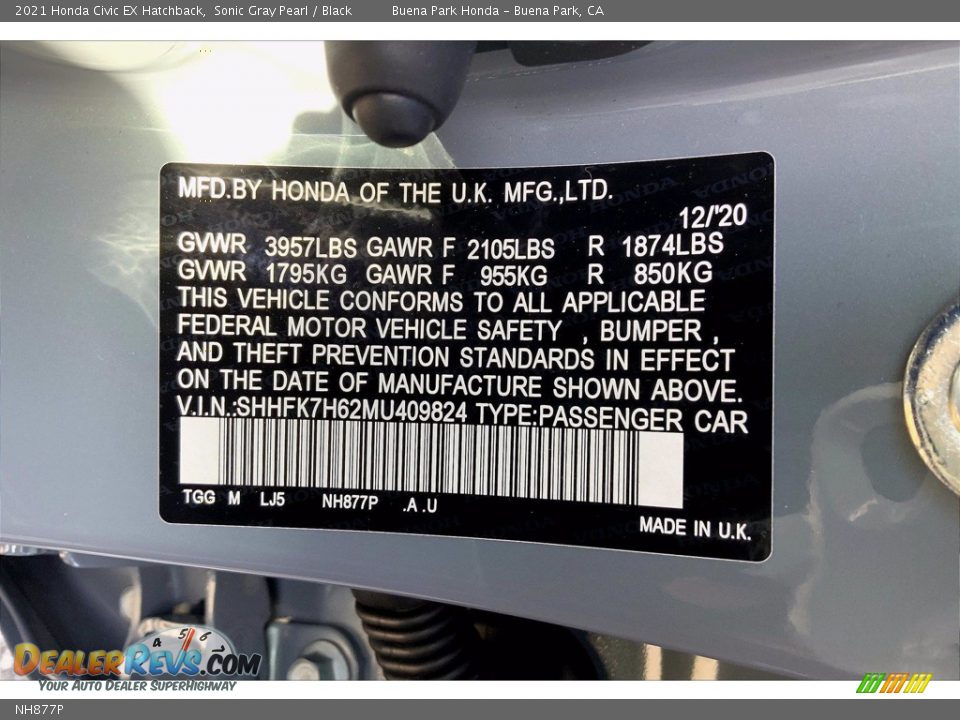 2021 Honda Civic EX Hatchback, Sonic Gray Pearl / Black Buena Park Honda – Buena Park, CA
MFD.BY HONDA OF THE U.K. MFG.,LTD.
12/'20
GVWR 3957LBS GAWR F 2105LBS R 1874LBS
GVWR 1795KG GAWR F 955KG R 850KG
THIS VEHICLE CONFORMS TO ALL APPLICABLE
FEDERAL MOTOR VEHICLE SAFETY , BUMPER ,
AND THEFT PREVENTION STANDARDS IN EFFECT
ON THE DATE OF MANUFACTURE SHOWN ABOVE.
V.I.N.:SHHFK7H62MU409824 TYPE:PASSENGER CAR
TGG M LJ5 NH877P .A .U
MADE IN U.K.
4 5 6
DEALERREVS.COM
YOUR AUTO DEALER SUPERHIGHWAY
NH877P